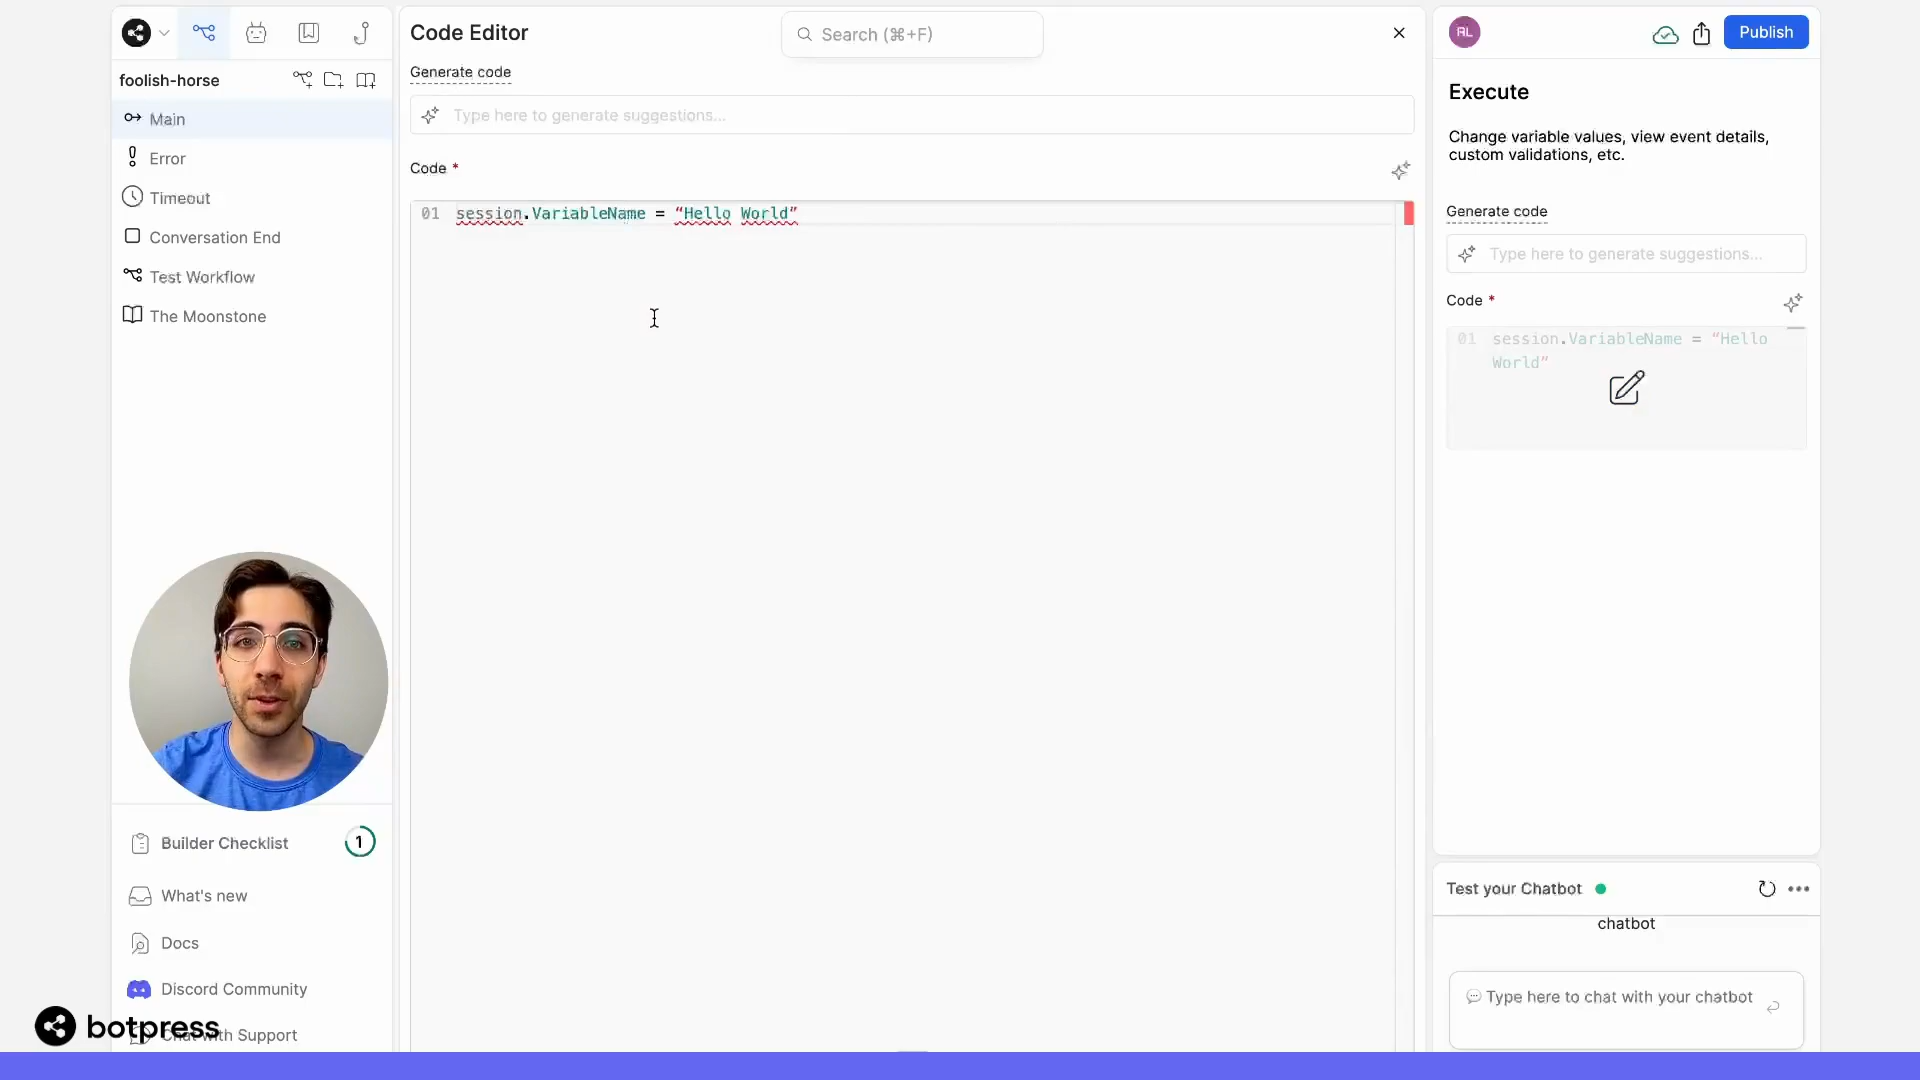 foolish-horse
Main
Error
Timeout
Conversation End
Test Workflow
The Moonstone
Builder Checklist
1
What's new
Docs
Discord Community
Chat with Support
botpress
Code Editor
Search (⌘+F)
Generate code
Type here to generate suggestions...
Code *
01 session.VariableName = “Hello World”
RL
Publish
Execute
Change variable values, view event details,
custom validations, etc.
Generate code
Type here to generate suggestions...
Code *
01 session.VariableName = “Hello
World”
Test your Chatbot
chatbot
Type here to chat with your chatbot